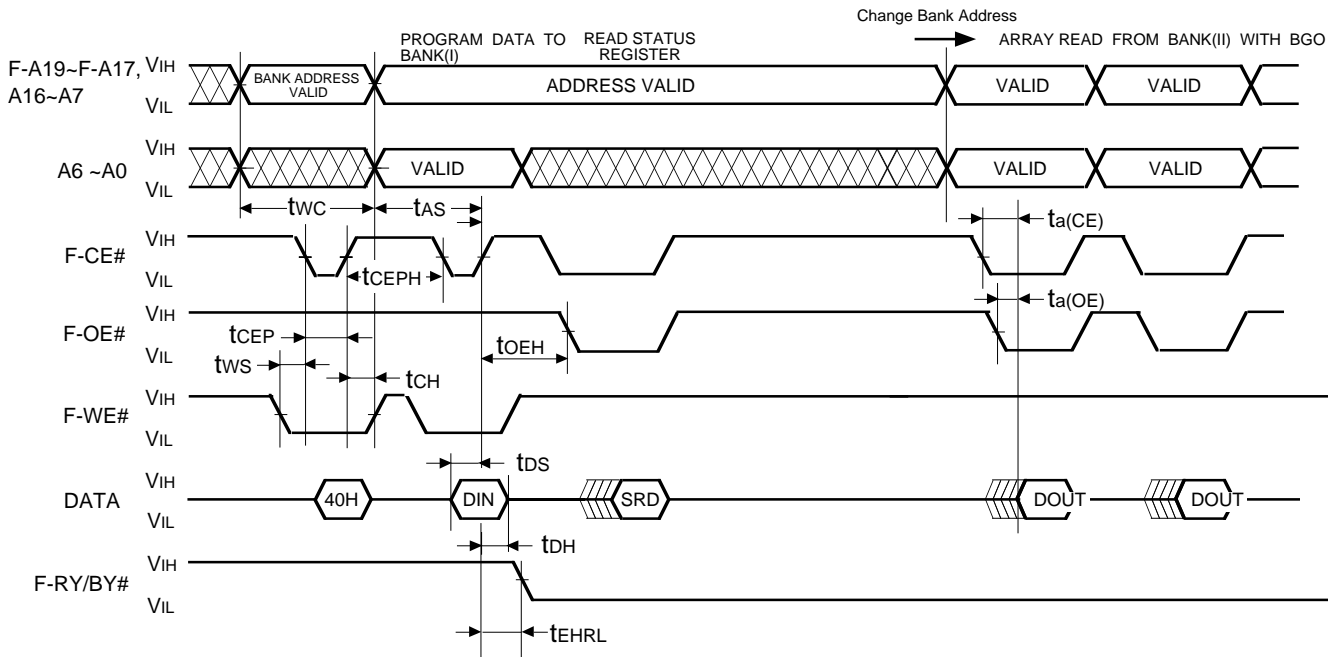 Change Bank Address
PROGRAM DATA TO BANK(I)
READ STATUS REGISTER
ARRAY READ FROM BANK(II) WITH BGO
F-A19~F-A17, A16~A7
VIH
VIL
BANK ADDRESS VALID
ADDRESS VALID
VALID
VALID
A6 ~A0
VIH
VIL
VALID
VALID
VALID
tWC
tAS
ta(CE)
F-CE#
VIH
VIL
tCEPH
ta(OE)
F-OE#
VIH
VIL
tCEP
tOEH
tWS
tCH
F-WE#
VIH
VIL
tDS
DATA
VIH
VIL
40H
DIN
SRD
DOUT
DOUT
tDH
F-RY/BY#
VIH
VIL
tEHRL